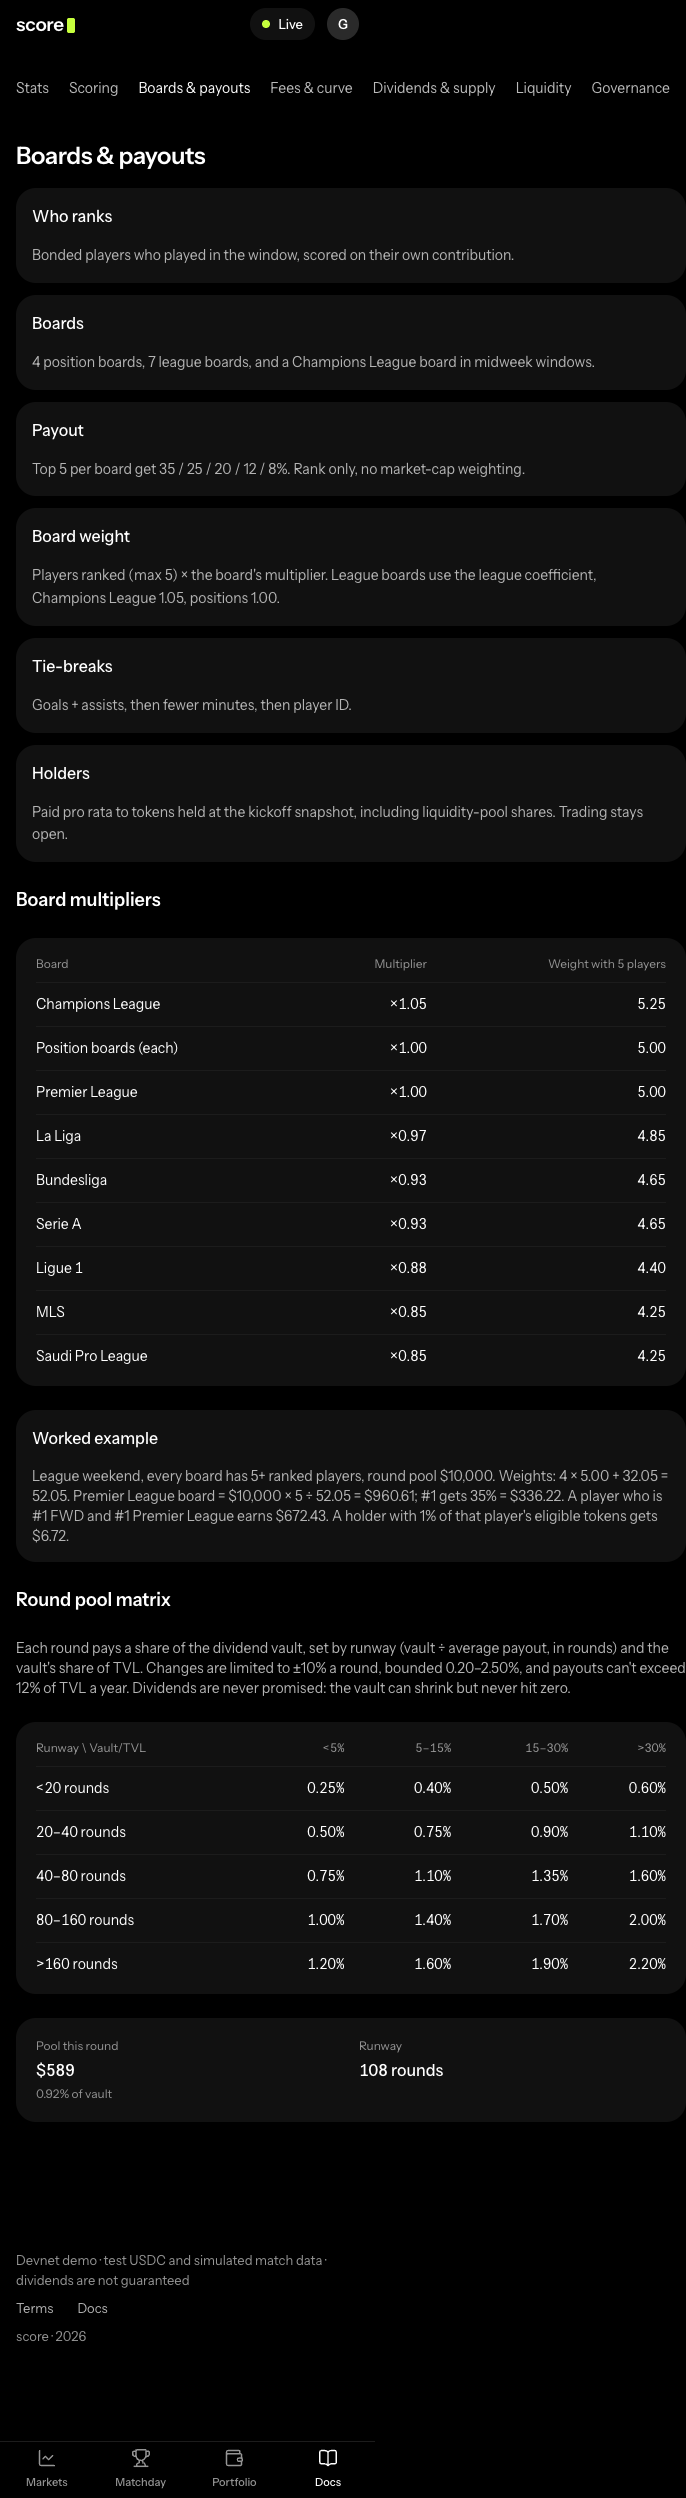 score
Live
G
Stats Scoring Boards & payouts Fees & curve Dividends & supply Liquidity Governance
Boards & payouts
Who ranks
Bonded players who played in the window, scored on their own contribution.
Boards
4 position boards, 7 league boards, and a Champions League board in midweek windows.
Payout
Top 5 per board get 35 / 25 / 20 / 12 / 8%. Rank only, no market-cap weighting.
Board weight
Players ranked (max 5) × the board's multiplier. League boards use the league coefficient,
Champions League 1.05, positions 1.00.
Tie-breaks
Goals + assists, then fewer minutes, then player ID.
Holders
Paid pro rata to tokens held at the kickoff snapshot, including liquidity-pool shares. Trading stays
open.
Board multipliers
Board Multiplier Weight with 5 players
Champions League ×1.05 5.25
Position boards (each) ×1.00 5.00
Premier League ×1.00 5.00
La Liga ×0.97 4.85
Bundesliga ×0.93 4.65
Serie A ×0.93 4.65
Ligue 1 ×0.88 4.40
MLS ×0.85 4.25
Saudi Pro League ×0.85 4.25
Worked example
League weekend, every board has 5+ ranked players, round pool $10,000. Weights: 4 × 5.00 + 32.05 =
52.05. Premier League board = $10,000 × 5 ÷ 52.05 = $960.61; #1 gets 35% = $336.22. A player who is
#1 FWD and #1 Premier League earns $672.43. A holder with 1% of that player's eligible tokens gets
$6.72.
Round pool matrix
Each round pays a share of the dividend vault, set by runway (vault ÷ average payout, in rounds) and the
vault's share of TVL. Changes are limited to ±10% a round, bounded 0.20–2.50%, and payouts can't exceed
12% of TVL a year. Dividends are never promised: the vault can shrink but never hit zero.
Runway \ Vault/TVL <5% 5–15% 15–30% >30%
<20 rounds 0.25% 0.40% 0.50% 0.60%
20–40 rounds 0.50% 0.75% 0.90% 1.10%
40–80 rounds 0.75% 1.10% 1.35% 1.60%
80–160 rounds 1.00% 1.40% 1.70% 2.00%
>160 rounds 1.20% 1.60% 1.90% 2.20%
Pool this round Runway
$589 108 rounds
0.92% of vault
Devnet demo · test USDC and simulated match data ·
dividends are not guaranteed
Terms Docs
score · 2026
Markets Matchday Portfolio Docs